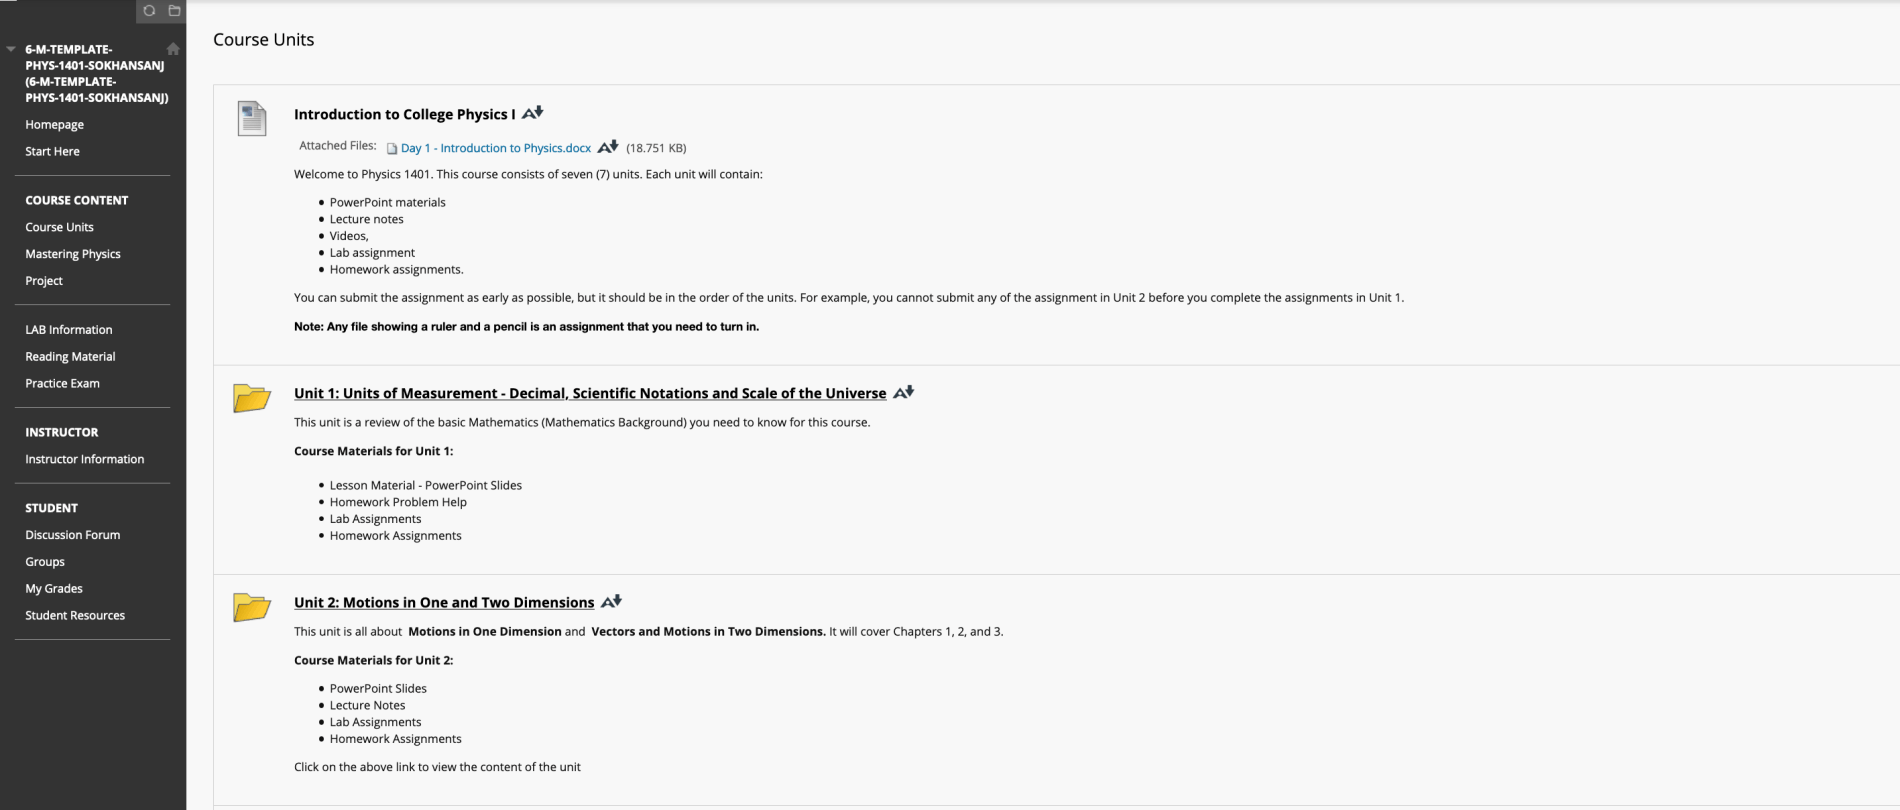 6-M-TEMPLATE-
PHYS-1401-SOKHANSANJ
(6-M-TEMPLATE-
PHYS-1401-SOKHANSANJ)
Homepage
Start Here
COURSE CONTENT
Course Units
Mastering Physics
Project
LAB Information
Reading Material
Practice Exam
INSTRUCTOR
Instructor Information
STUDENT
Discussion Forum
Groups
My Grades
Student Resources
Course Units
Introduction to College Physics I
Attached Files: Day 1 - Introduction to Physics.docx (18.751 KB)
Welcome to Physics 1401. This course consists of seven (7) units. Each unit will contain:
• PowerPoint materials
• Lecture notes
• Videos,
• Lab assignment
• Homework assignments.
You can submit the assignment as early as possible, but it should be in the order of the units. For example, you cannot submit any of the assignment in Unit 2 before you complete the assignments in Unit 1.
Note: Any file showing a ruler and a pencil is an assignment that you need to turn in.
Unit 1: Units of Measurement - Decimal, Scientific Notations and Scale of the Universe
This unit is a review of the basic Mathematics (Mathematics Background) you need to know for this course.
Course Materials for Unit 1:
• Lesson Material - PowerPoint Slides
• Homework Problem Help
• Lab Assignments
• Homework Assignments
Unit 2: Motions in One and Two Dimensions
This unit is all about Motions in One Dimension and Vectors and Motions in Two Dimensions. It will cover Chapters 1, 2, and 3.
Course Materials for Unit 2:
• PowerPoint Slides
• Lecture Notes
• Lab Assignments
• Homework Assignments
Click on the above link to view the content of the unit